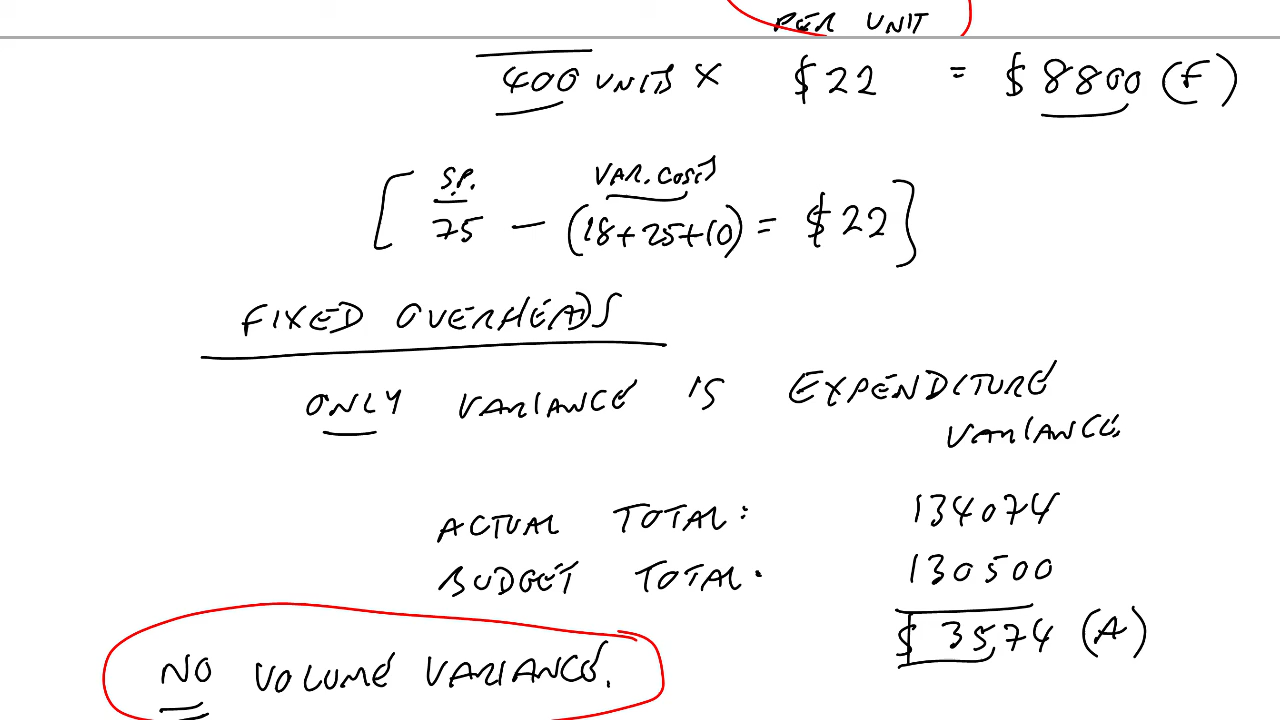 PER UNIT
400 UNITS X $22 = $8800 (F)
S.P. VAR. COSTS
[ 75 — (18+25+10) = $22 ]
FIXED OVERHEADS
ONLY VARIANCE IS EXPENDITURE
VARIANCE.
ACTUAL TOTAL: 134074
BUDGET TOTAL: 130500
$ 3574 (A)
NO VOLUME VARIANCE.